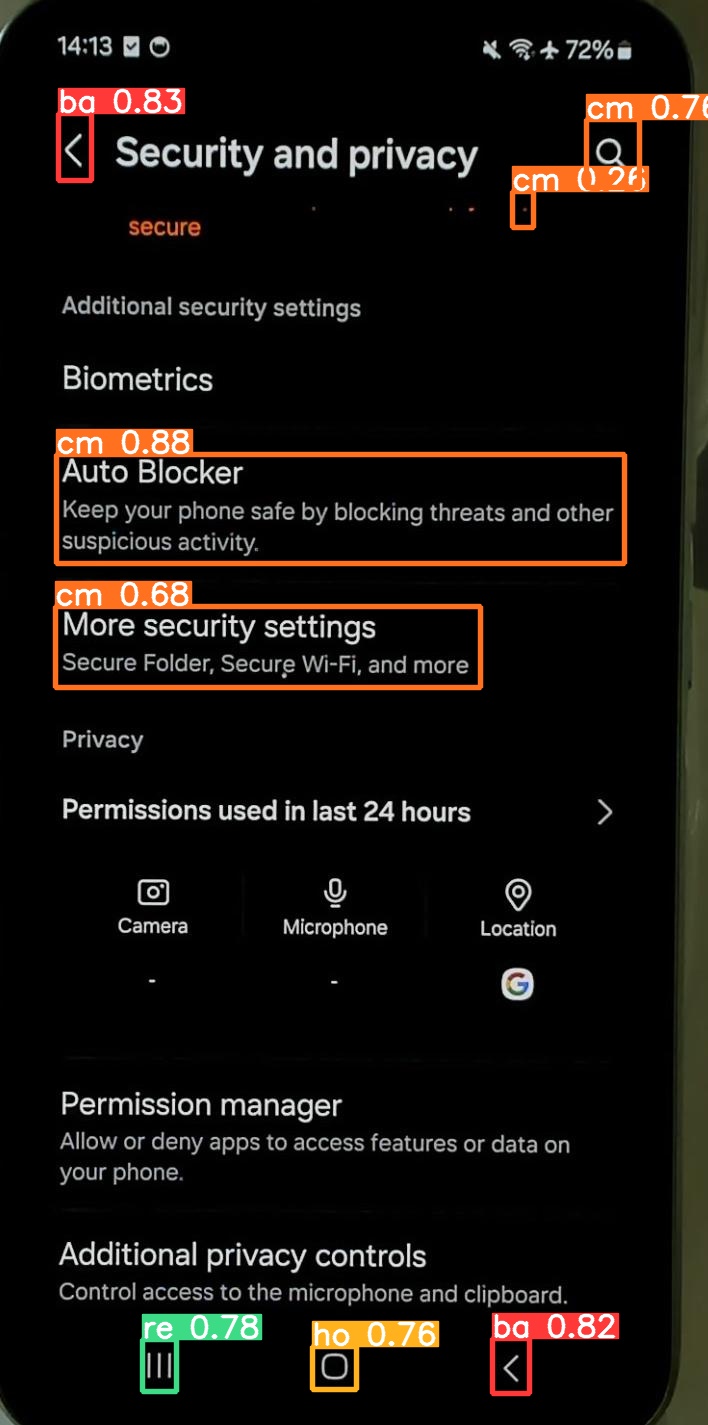 14:13 72%
ba 0.83
cm 0.76
Security and privacy
cm 0.26
secure
Additional security settings
Biometrics
cm 0.88
Auto Blocker
Keep your phone safe by blocking threats and other
suspicious activity.
cm 0.68
More security settings
Secure Folder, Secure Wi-Fi, and more
Privacy
Permissions used in last 24 hours
Camera Microphone Location
- -
G
Permission manager
Allow or deny apps to access features or data on
your phone.
Additional privacy controls
Control access to the microphone and clipboard.
re 0.78 ho 0.76 ba 0.82